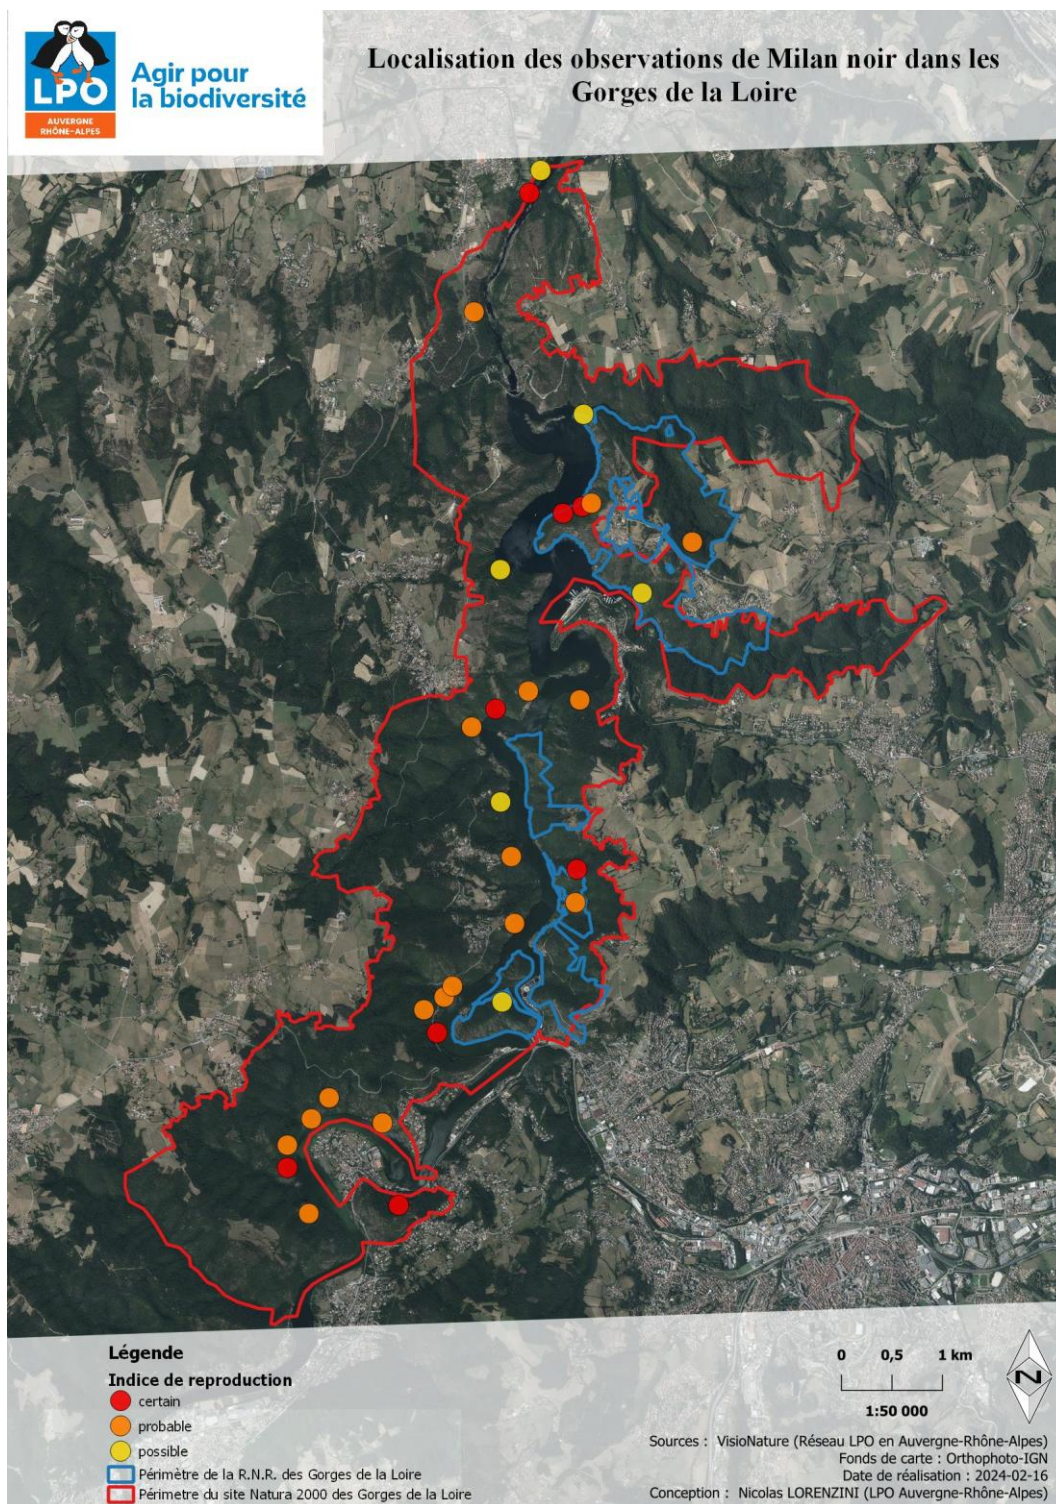 LPO
AUVERGNE
RHÔNE-ALPES
Agir pour
la biodiversité
Localisation des observations de Milan noir dans les
Gorges de la Loire
Légende
Indice de reproduction
certain
probable
possible
Périmètre de la R.N.R. des Gorges de la Loire
Périmetre du site Natura 2000 des Gorges de la Loire
0 0,5 1 km
1:50 000
N
Sources : VisioNature (Réseau LPO en Auvergne-Rhône-Alpes)
Fonds de carte : Orthophoto-IGN
Date de réalisation : 2024-02-16
Conception : Nicolas LORENZINI (LPO Auvergne-Rhône-Alpes)